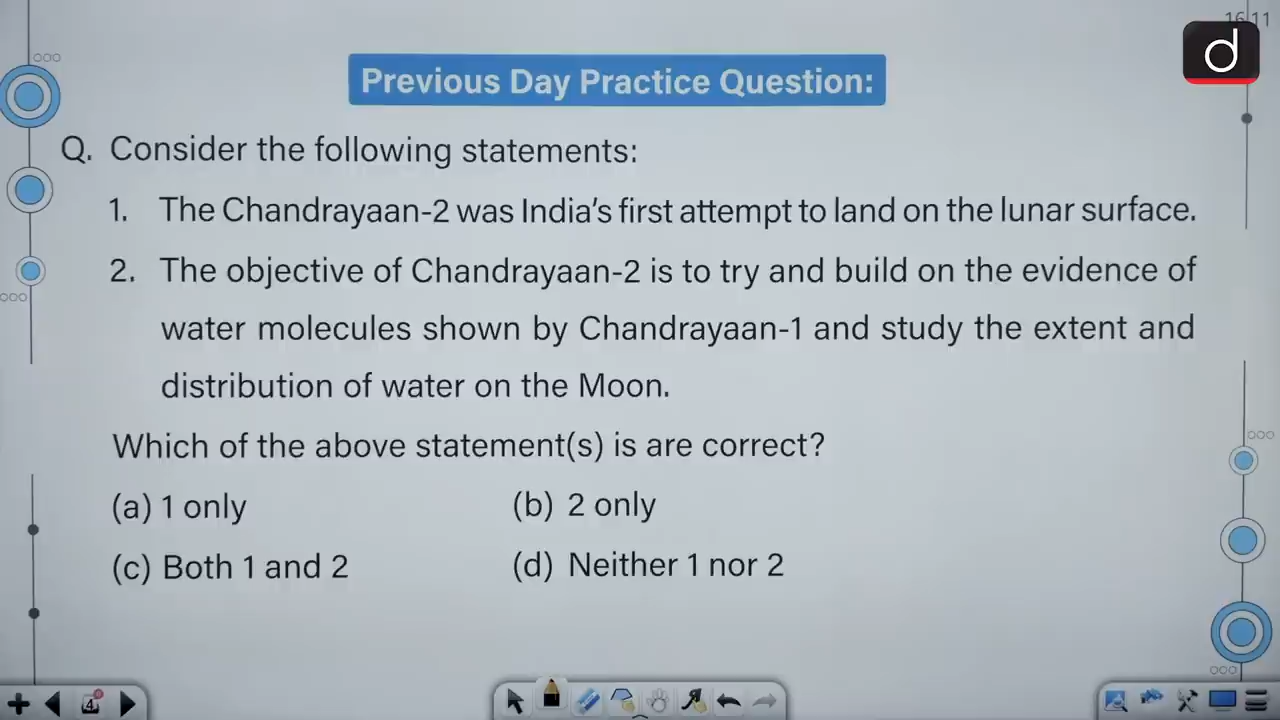 16:11
d
Previous Day Practice Question:
Q. Consider the following statements:
1. The Chandrayaan-2 was India's first attempt to land on the lunar surface.
2. The objective of Chandrayaan-2 is to try and build on the evidence of
water molecules shown by Chandrayaan-1 and study the extent and
distribution of water on the Moon.
Which of the above statement(s) is are correct?
(a) 1 only (b) 2 only
(c) Both 1 and 2 (d) Neither 1 nor 2
4